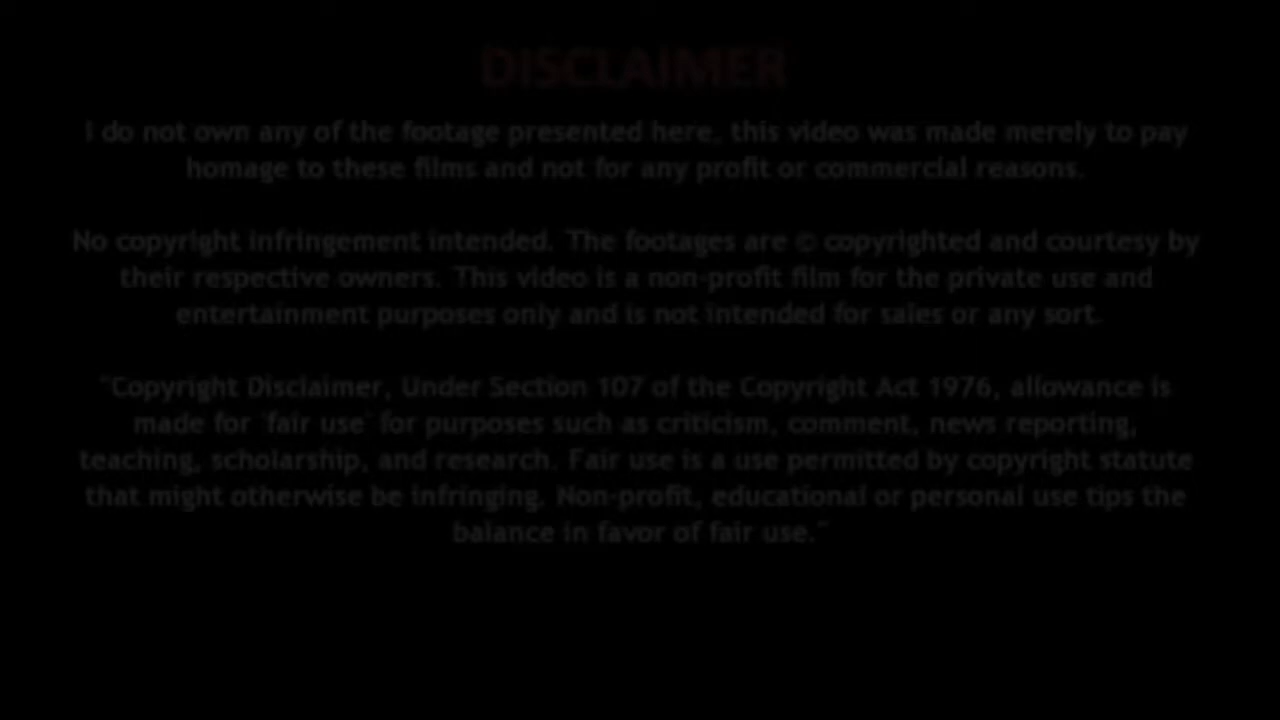 DISCLAIMER
I do not own any of the footage presented here, this video was made merely to pay
homage to these films and not for any profit or commercial reasons.
No copyright infringement intended. The footages are © copyrighted and courtesy by
their respective owners. This video is a non-profit film for the private use and
entertainment purposes only and is not intended for sales or any sort.
"Copyright Disclaimer, Under Section 107 of the Copyright Act 1976, allowance is
made for 'fair use' for purposes such as criticism, comment, news reporting,
teaching, scholarship, and research. Fair use is a use permitted by copyright statute
that might otherwise be infringing. Non-profit, educational or personal use tips the
balance in favor of fair use."